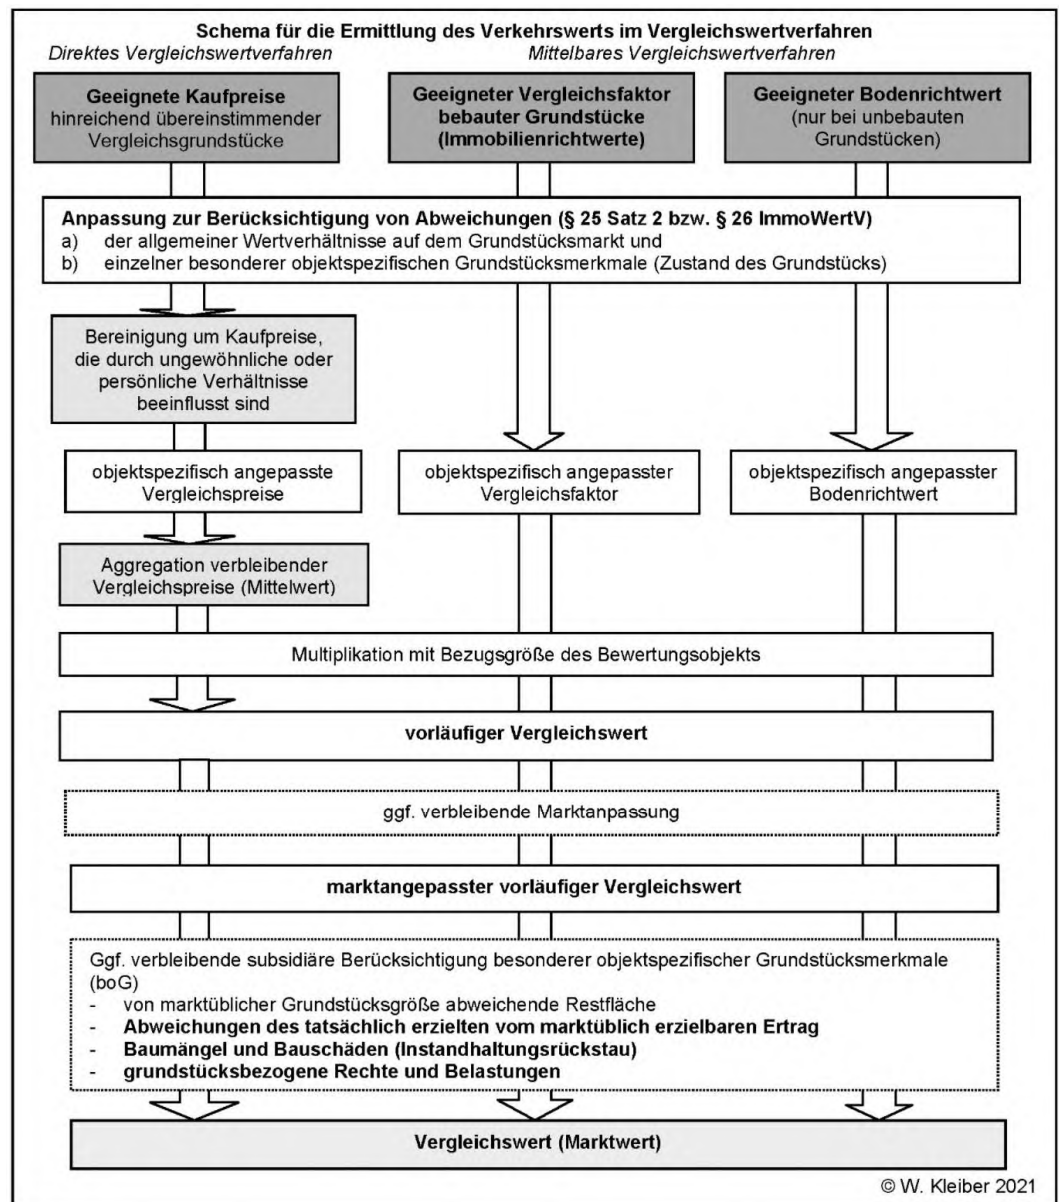 Schema für die Ermittlung des Verkehrswerts im Vergleichswertverfahren
Direktes Vergleichswertverfahren
Mittelbares Vergleichswertverfahren
Geeignete Kaufpreise
hinreichend übereinstimmender
Vergleichsgrundstücke
Geeigneter Vergleichsfaktor
bebauter Grundstücke
(Immobilienrichtwerte)
Geeigneter Bodenrichtwert
(nur bei unbebauten
Grundstücken)
Anpassung zur Berücksichtigung von Abweichungen (§ 25 Satz 2 bzw. § 26 ImmoWertV)
a) der allgemeiner Wertverhältnisse auf dem Grundstücksmarkt und
b) einzelner besonderer objektspezifischen Grundstücksmerkmale (Zustand des Grundstücks)
Bereinigung um Kaufpreise,
die durch ungewöhnliche oder
persönliche Verhältnisse
beeinflusst sind
objektspezifisch angepasste
Vergleichspreise
objektspezifisch angepasster
Vergleichsfaktor
objektspezifisch angepasster
Bodenrichtwert
Aggregation verbleibender
Vergleichspreise (Mittelwert)
Multiplikation mit Bezugsgröße des Bewertungsobjekts
vorläufiger Vergleichswert
ggf. verbleibende Marktanpassung
marktangepasster vorläufiger Vergleichswert
Ggf. verbleibende subsidiäre Berücksichtigung besonderer objektspezifischer Grundstücksmerkmale
(boG)
- von marktüblicher Grundstücksgröße abweichende Restfläche
- Abweichungen des tatsächlich erzielten vom marktüblich erzielbaren Ertrag
- Baumängel und Bauschäden (Instandhaltungsrückstau)
- grundstücksbezogene Rechte und Belastungen
Vergleichswert (Marktwert)
© W. Kleiber 2021